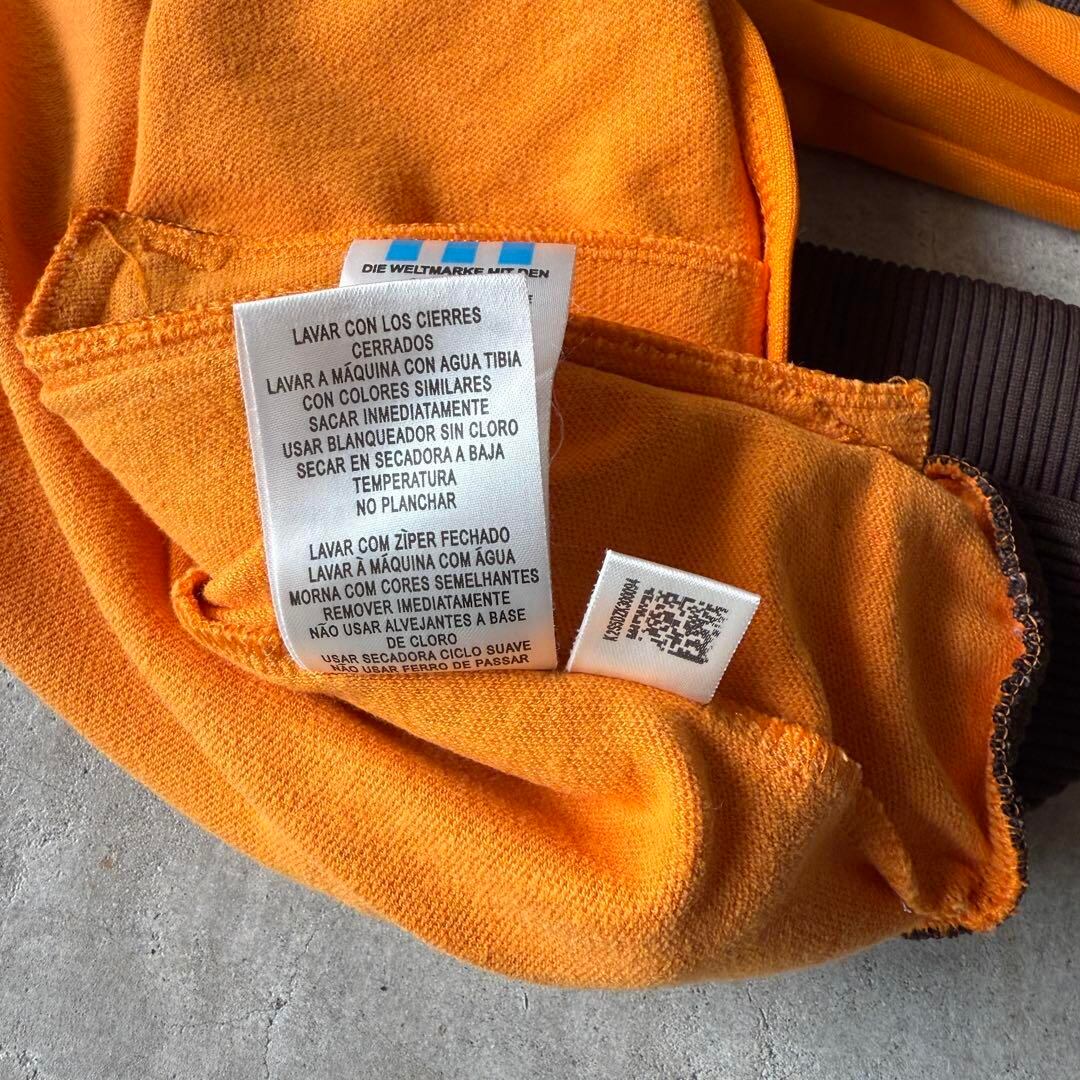 DIE WELTMARKE MIT DEN
LAVAR CON LOS CIERRES
CERRADOS
LAVAR A MÁQUINA CON AGUA TIBIA
CON COLORES SIMILARES
SACAR INMEDIATAMENTE
USAR BLANQUEADOR SIN CLORO
SECAR EN SECADORA A BAJA
TEMPERATURA
NO PLANCHAR
LAVAR COM ZÌPER FECHADO
LAVAR À MÁQUINA COM ÁGUA
MORNA COM CORES SEMELHANTES
REMOVER IMEDIATAMENTE
NÃO USAR ALVEJANTES A BASE
DE CLORO
USAR SECADORA CICLO SUAVE
NÃO USAR FERRO DE PASSAR